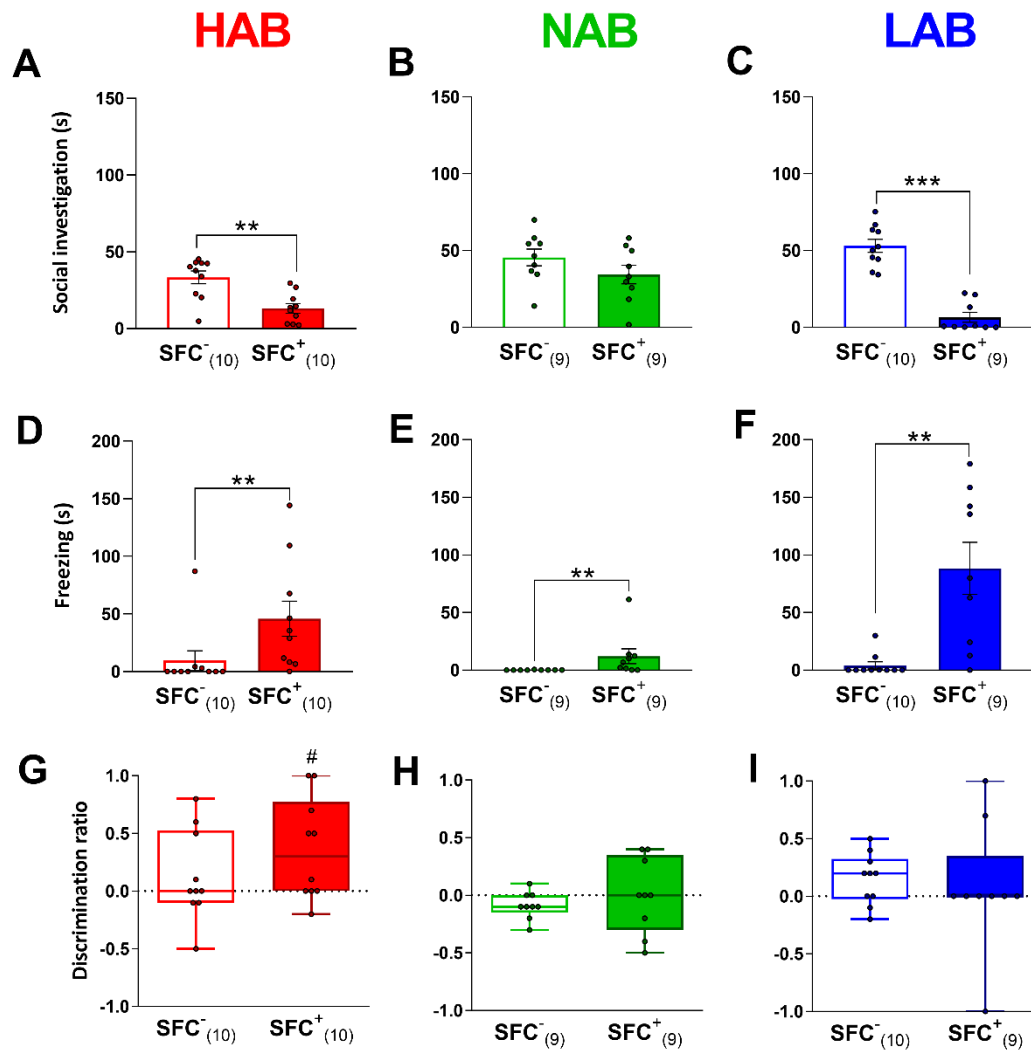 HAB NAB LAB
A B C
Social investigation (s)
150 150 150
100 100 100
50 50 50
0 0 0
** ***
SFC⁻(10) SFC⁺(10) SFC⁻(9) SFC⁺(9) SFC⁻(10) SFC⁺(9)
D E F
Freezing (s)
200 200 200
150 150 150
100 100 100
50 50 50
0 0 0
** ** **
SFC⁻(10) SFC⁺(10) SFC⁻(9) SFC⁺(9) SFC⁻(10) SFC⁺(9)
G H I
Discrimination ratio
#
1.0 1.0 1.0
0.5 0.5 0.5
0.0 0.0 0.0
-0.5 -0.5 -0.5
-1.0 -1.0 -1.0
SFC⁻(10) SFC⁺(10) SFC⁻(9) SFC⁺(9) SFC⁻(10) SFC⁺(9)